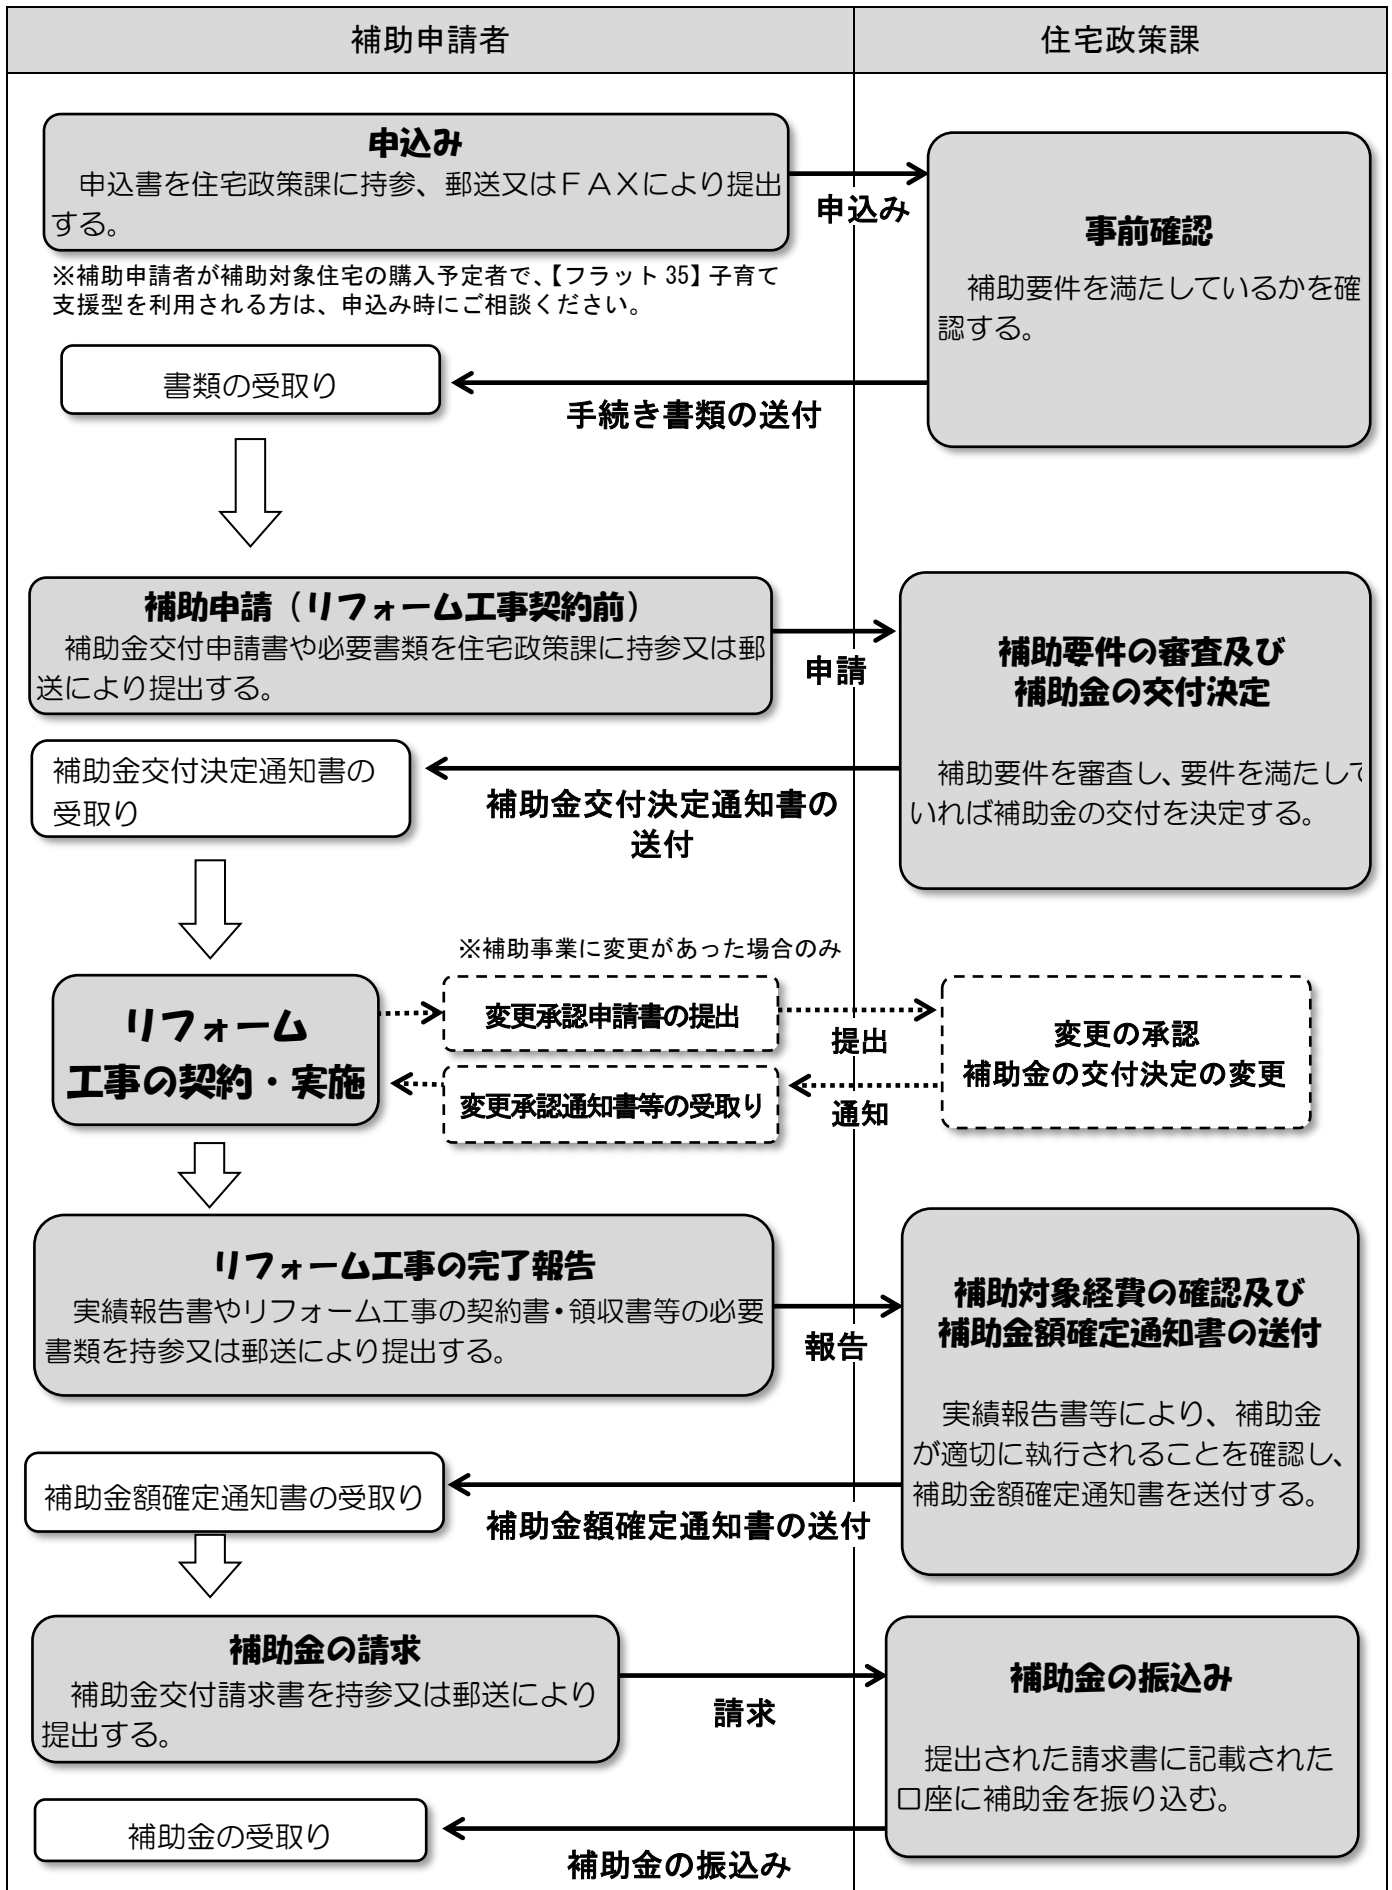 補助申請者
住宅政策課
申込み
申込書を住宅政策課に持参、郵送又はＦＡＸにより提出
する。
申込み
事前確認
補助要件を満たしているかを確
認する。
※補助申請者が補助対象住宅の購入予定者で、【フラット 35】子育て
支援型を利用される方は、申込み時にご相談ください。
書類の受取り
手続き書類の送付
補助申請（リフォーム工事契約前）
補助金交付申請書や必要書類を住宅政策課に持参又は郵
送により提出する。
申請
補助要件の審査及び
補助金の交付決定
補助要件を審査し、要件を満たして
いれば補助金の交付を決定する。
補助金交付決定通知書の
受取り
補助金交付決定通知書の
送付
※補助事業に変更があった場合のみ
リフォーム
工事の契約・実施
変更承認申請書の提出
提出
変更の承認
補助金の交付決定の変更
変更承認通知書等の受取り
通知
リフォーム工事の完了報告
実績報告書やリフォーム工事の契約書・領収書等の必要
書類を持参又は郵送により提出する。
報告
補助対象経費の確認及び
補助金額確定通知書の送付
実績報告書等により、補助金
が適切に執行されることを確認し、
補助金額確定通知書を送付する。
補助金額確定通知書の受取り
補助金額確定通知書の送付
補助金の請求
補助金交付請求書を持参又は郵送により
提出する。
請求
補助金の振込み
提出された請求書に記載された
口座に補助金を振り込む。
補助金の受取り
補助金の振込み